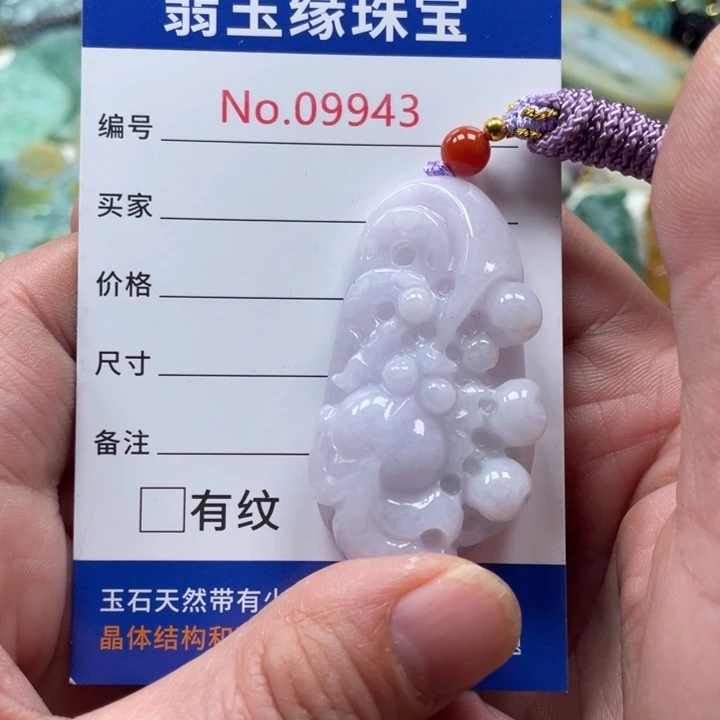 翡玉缘珠宝
No.09943
编号
买家
价格
尺寸
备注
有纹
玉石天然带有
晶体结构和